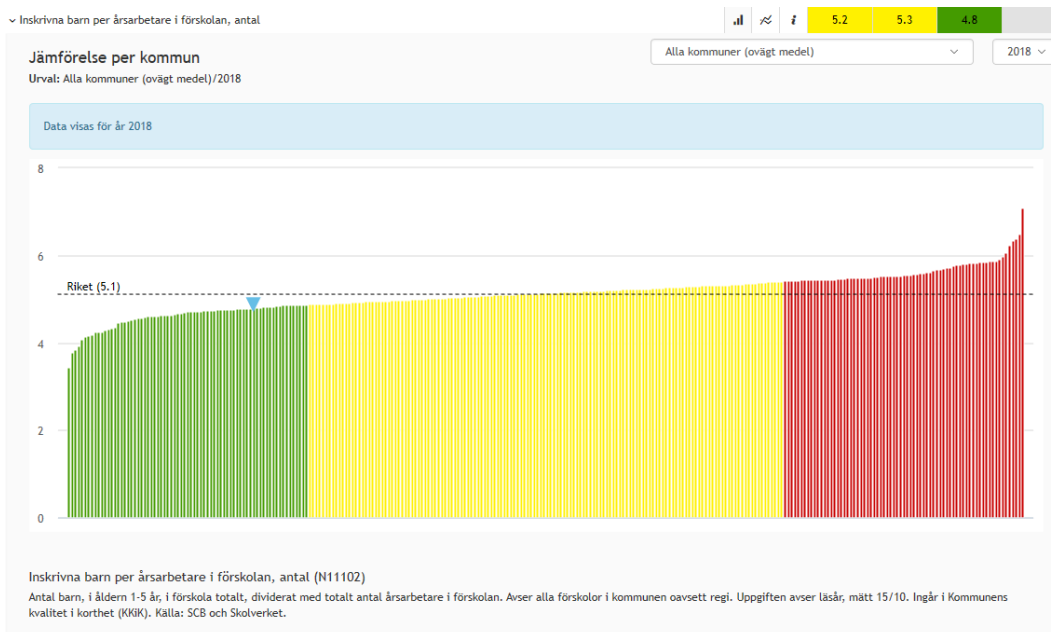 Inskrivna barn per årsarbetare i förskolan, antal
i 5.2 5.3 4.8
Jämförelse per kommun
Alla kommuner (ovägt medel)
2018
Urval: Alla kommuner (ovägt medel)/2018
Data visas för år 2018
8
6
Riket (5.1)
4
2
0
Inskrivna barn per årsarbetare i förskolan, antal (N11102)
Antal barn, i åldern 1-5 år, i förskola totalt, dividerat med totalt antal årsarbetare i förskolan. Avser alla förskolor i kommunen oavsett regi. Uppgiften avser läsår, mätt 15/10. Ingår i Kommunens
kvalitet i korthet (KKiK). Källa: SCB och Skolverket.